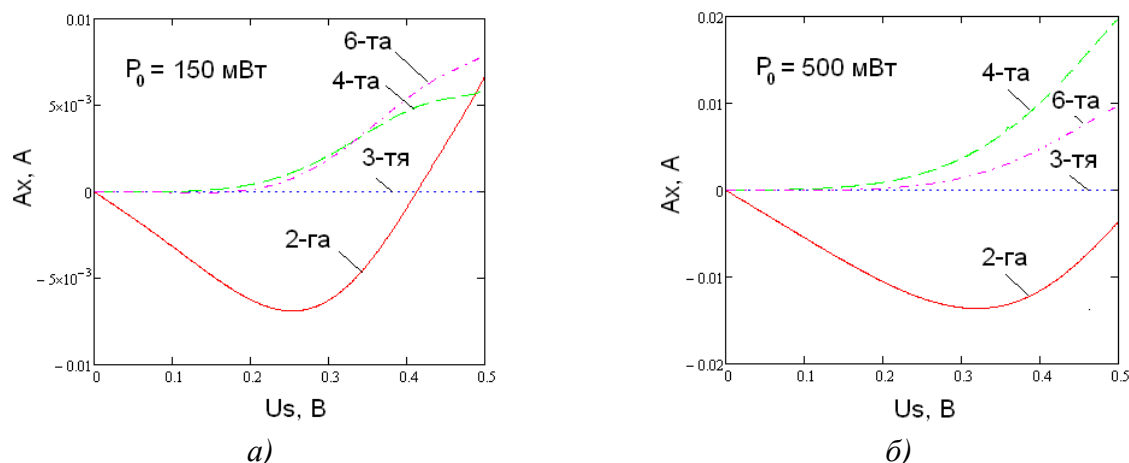 0.01
P₀ = 150 мВт
6-та
4-та
5×10⁻³
3-тя
Ax, А
0
2-га
− 5×10⁻³
− 0.01
0
0.1
0.2
0.3
0.4
0.5
Us, В
а)
0.02
P₀ = 500 мВт
4-та
6-та
0.01
3-тя
Ax, А
0
2-га
− 0.01
− 0.02
0
0.1
0.2
0.3
0.4
0.5
Us, В
б)